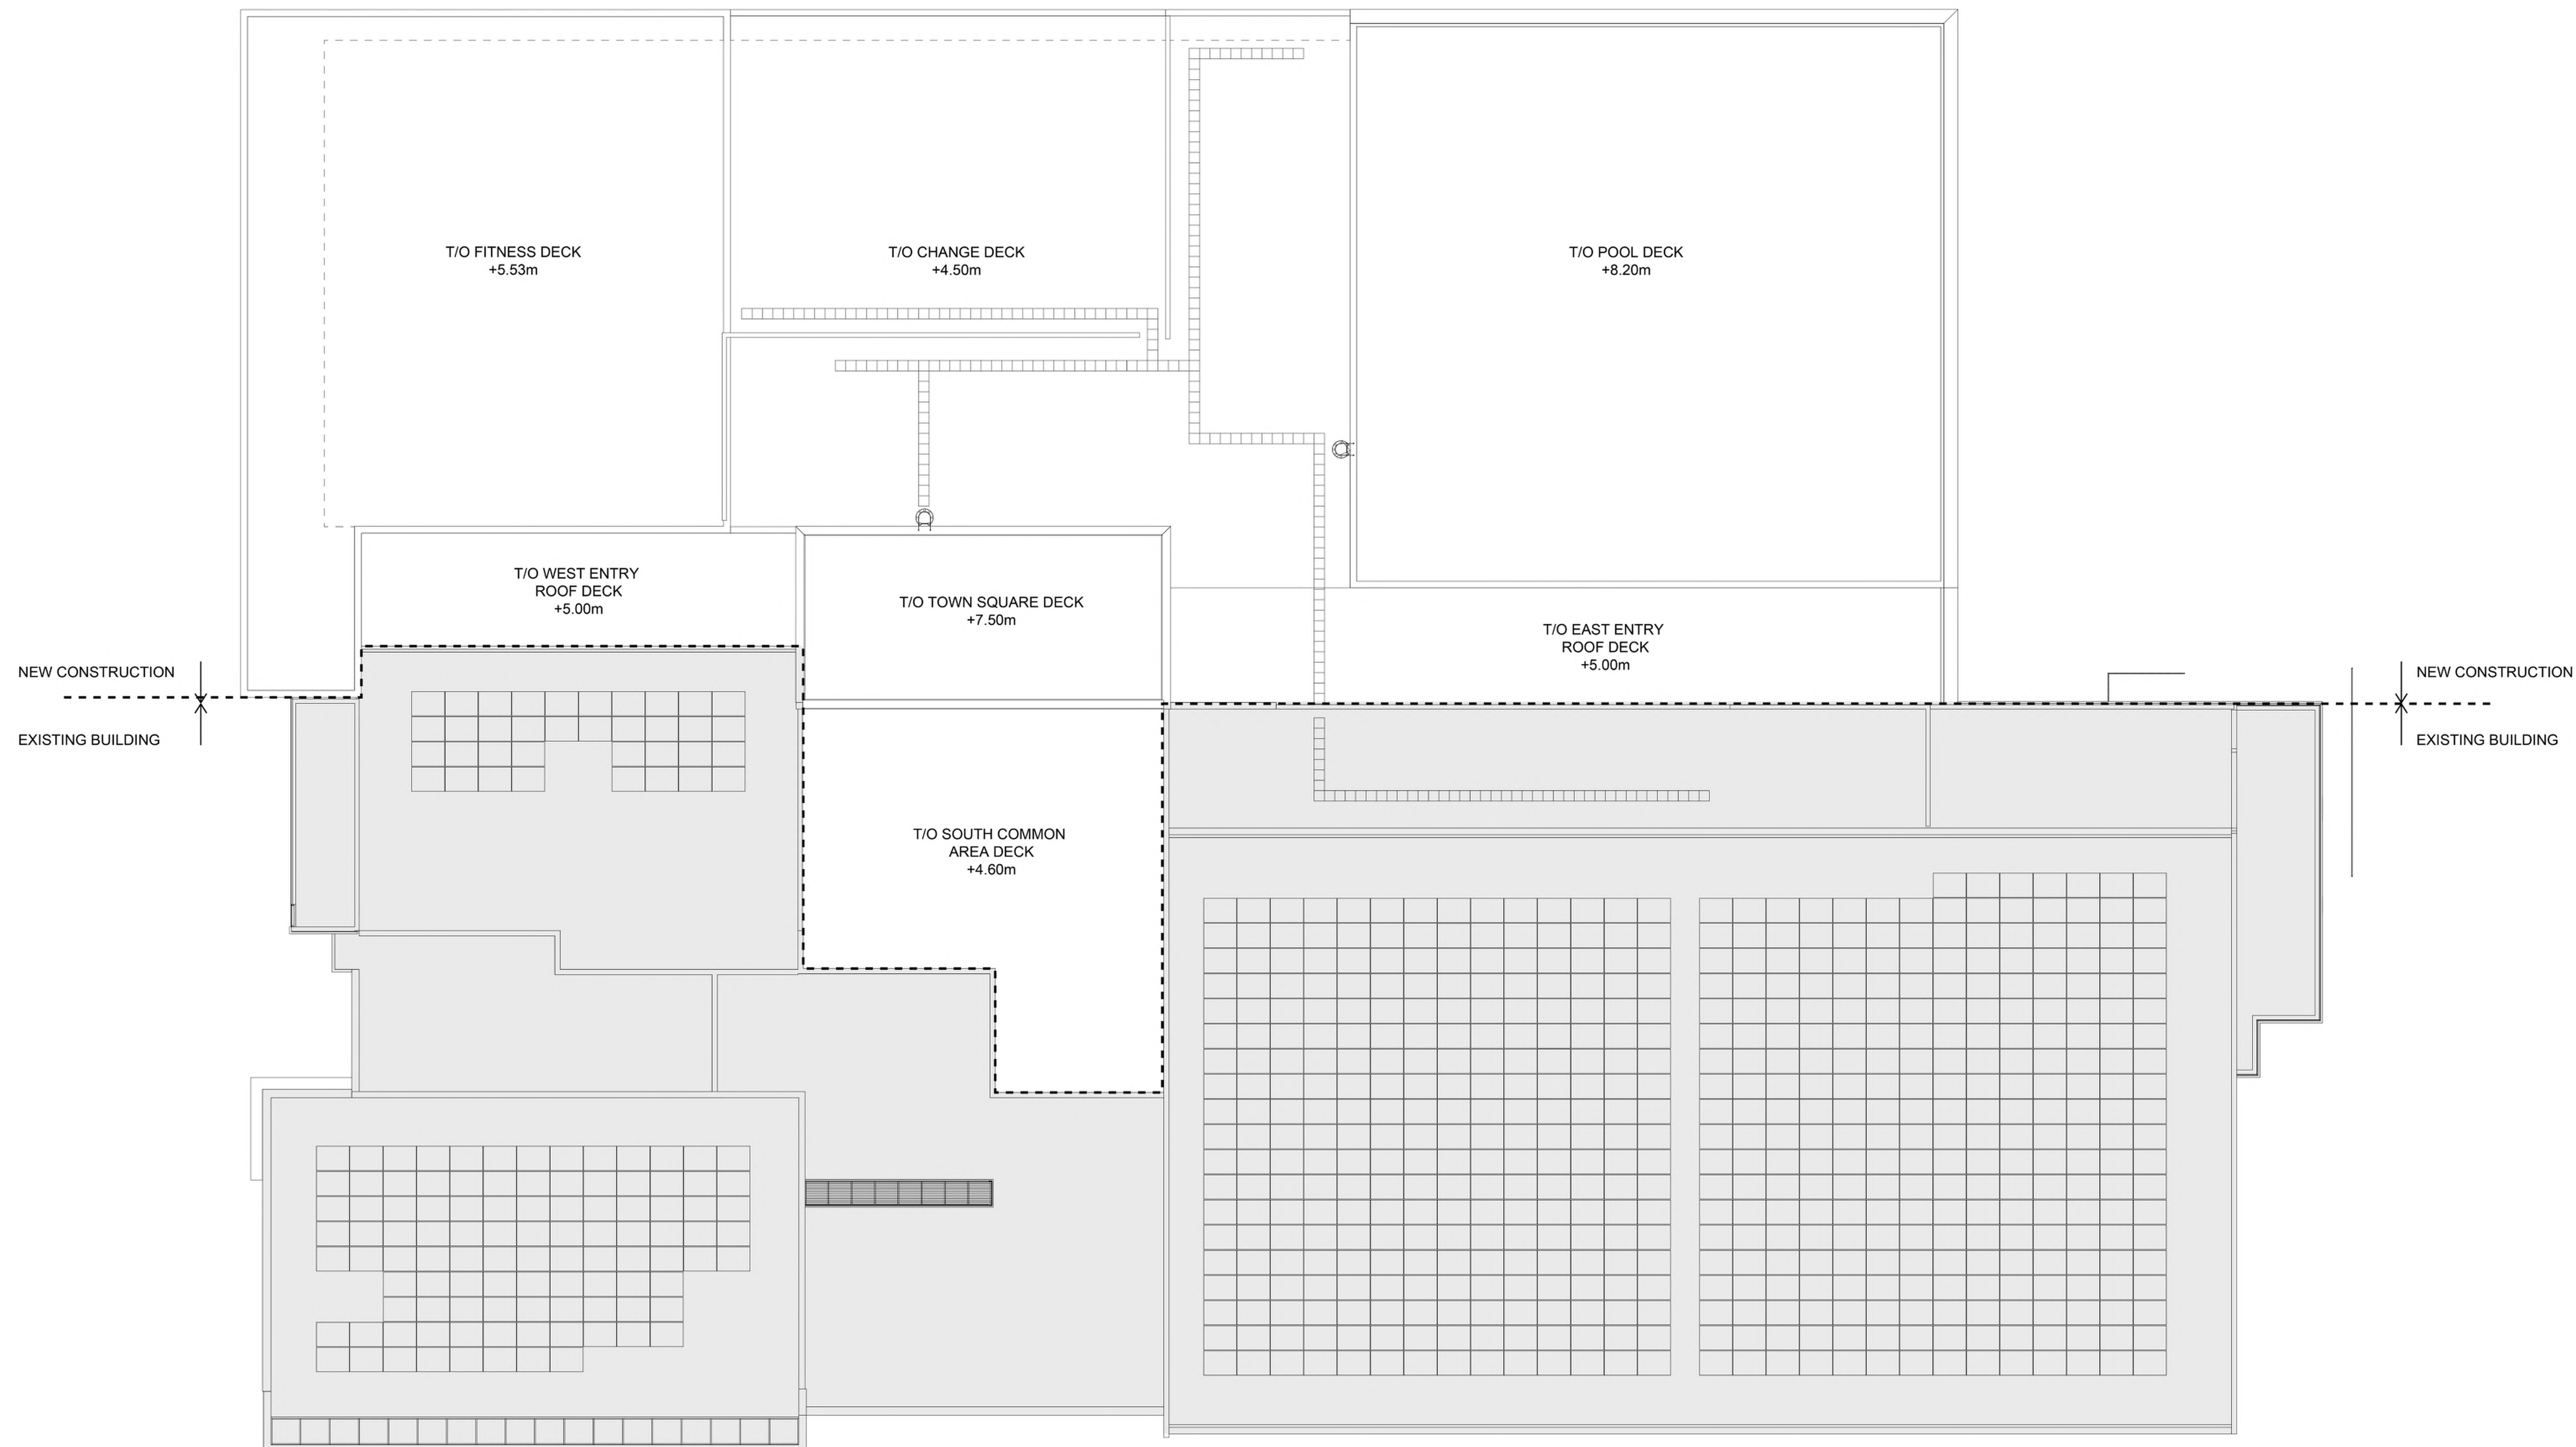 T/O FITNESS DECK
+5.53m
T/O CHANGE DECK
+4.50m
T/O POOL DECK
+8.20m
T/O WEST ENTRY
ROOF DECK
+5.00m
T/O TOWN SQUARE DECK
+7.50m
T/O EAST ENTRY
ROOF DECK
+5.00m
NEW CONSTRUCTION
EXISTING BUILDING
NEW CONSTRUCTION
EXISTING BUILDING
T/O SOUTH COMMON
AREA DECK
+4.60m